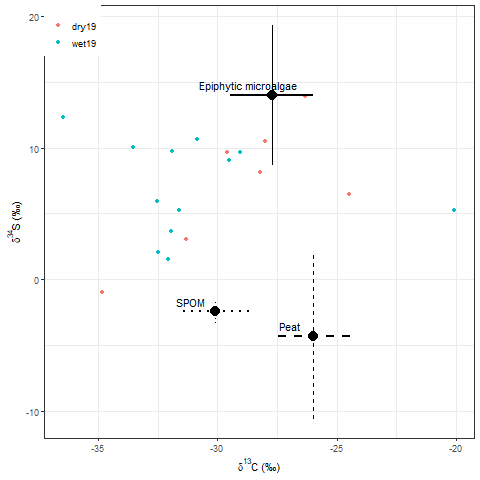 20
dry19
wet19
Epiphytic microalgae
10
δ³⁴S (‰)
0
SPOM
Peat
-10
-35 -30 -25 -20
δ¹³C (‰)